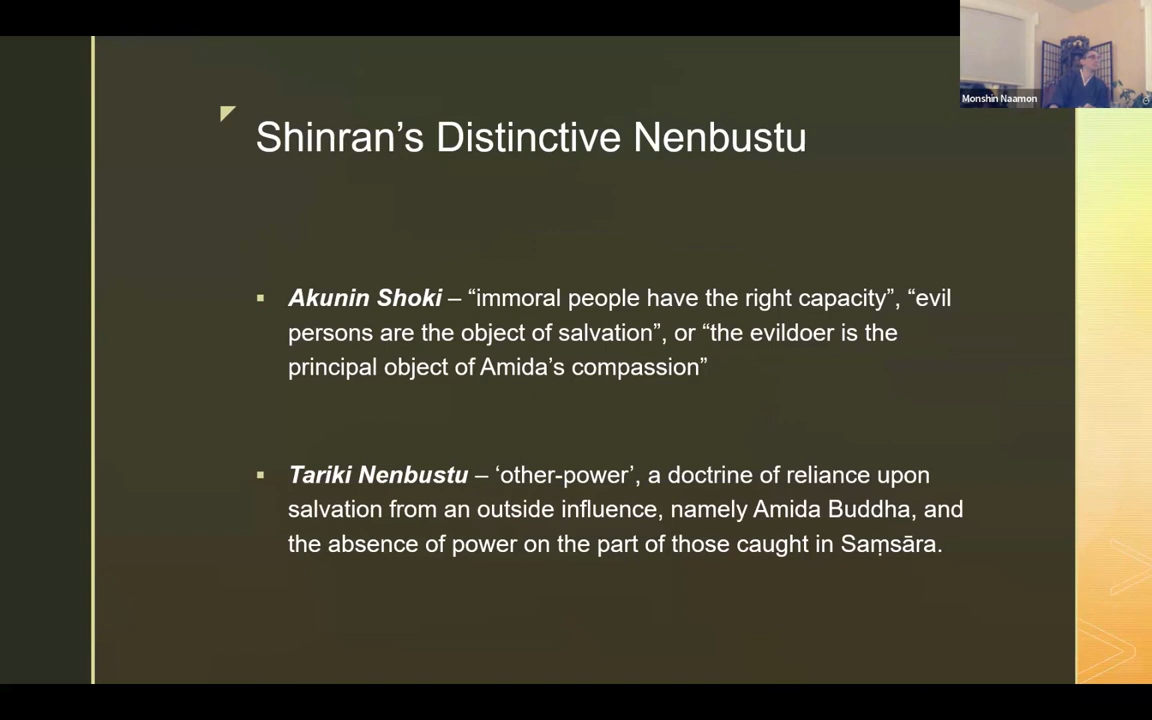 Monshin Naamon
Shinran’s Distinctive Nenbustu
▪ Akunin Shoki – “immoral people have the right capacity”, “evil
persons are the object of salvation”, or “the evildoer is the
principal object of Amida’s compassion”
▪ Tariki Nenbustu – ‘other-power’, a doctrine of reliance upon
salvation from an outside influence, namely Amida Buddha, and
the absence of power on the part of those caught in Saṃsāra.